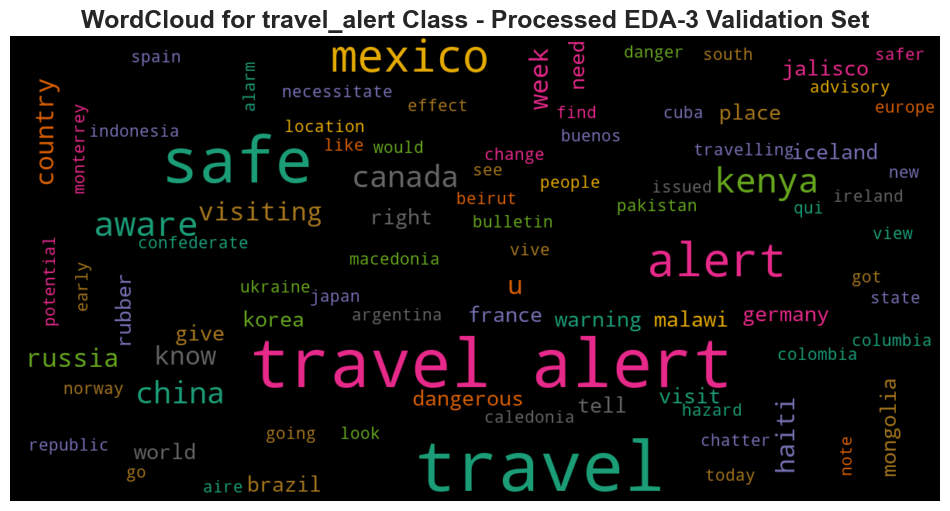 WordCloud for travel_alert Class - Processed EDA-3 Validation Set
spain
mexico
week
need
danger
south
safer
jalisco
alarm
country
necessitate
advisory
effect
europe
find
monterrey
location
indonesia
cuba
place
buenos
like
would
change
travelling
iceland
safe
canada
see
people
issued
kenya
new
beirut
ireland
visiting
right
pakistan
qui
aware
bulletin
confederate
view
vive
macedonia
alert
potential
early
rubber
ukraine
japan
u
got
state
korea
argentina
france
warning
malawi
germany
give
columbia
russia
know
travel alert
colombia
norway
china
dangerous
visit
tell
hazard
caledonia
haiti
mongolia
republic
world
going
look
chatter
note
go
aire
brazil
travel
today